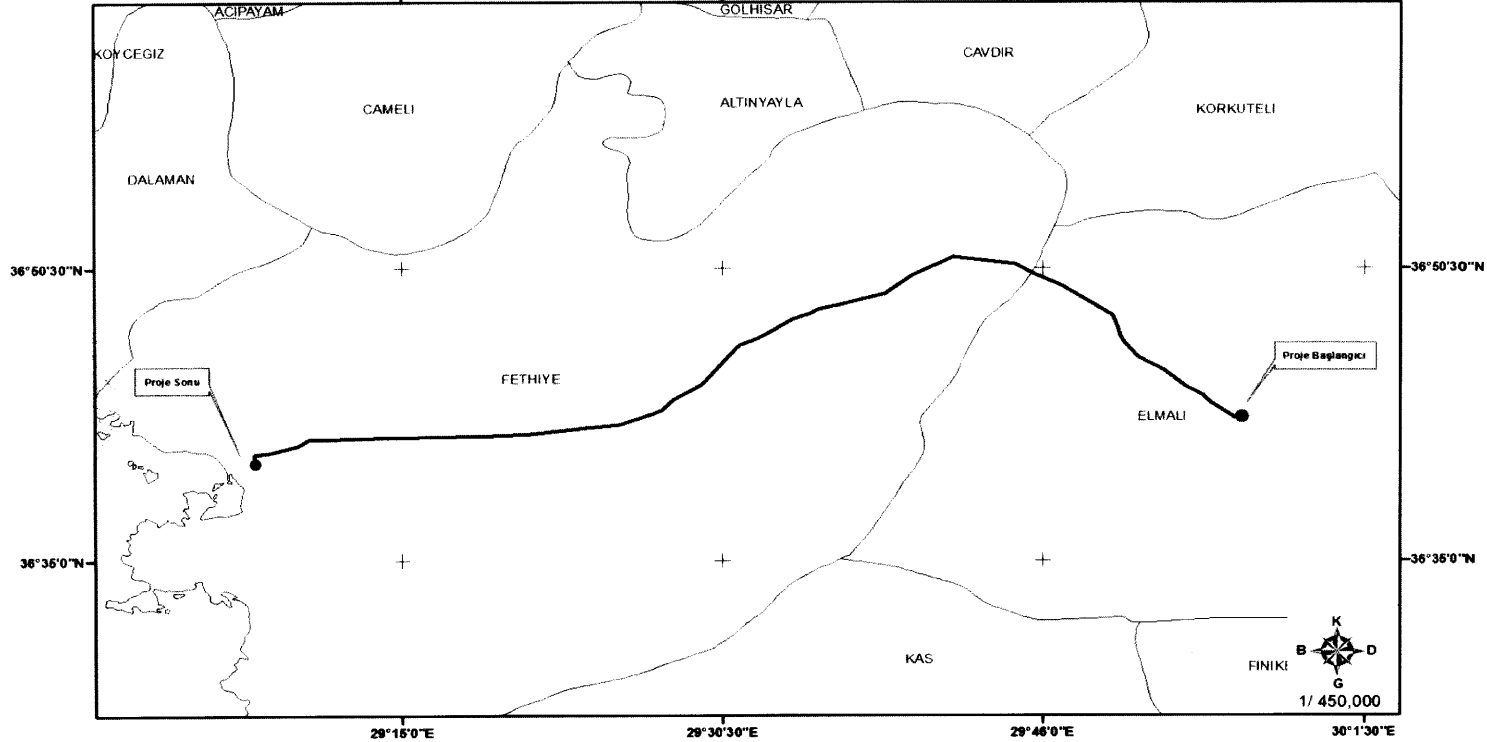 ACIPAYAM
GOLHISAR
KOYCEGIZ
CAVDIR
CAMELI
ALTINYAYLA
KORKUTELI
DALAMAN
36°50'30"N
36°50'30"N
Proje Başlangıcı
Proje Sonu
FETHIYE
ELMALI
36°35'0"N
36°35'0"N
K
B D
G
KAS
FINIKE
1/ 450,000
29°15'0"E
29°30'30"E
29°46'0"E
30°1'30"E